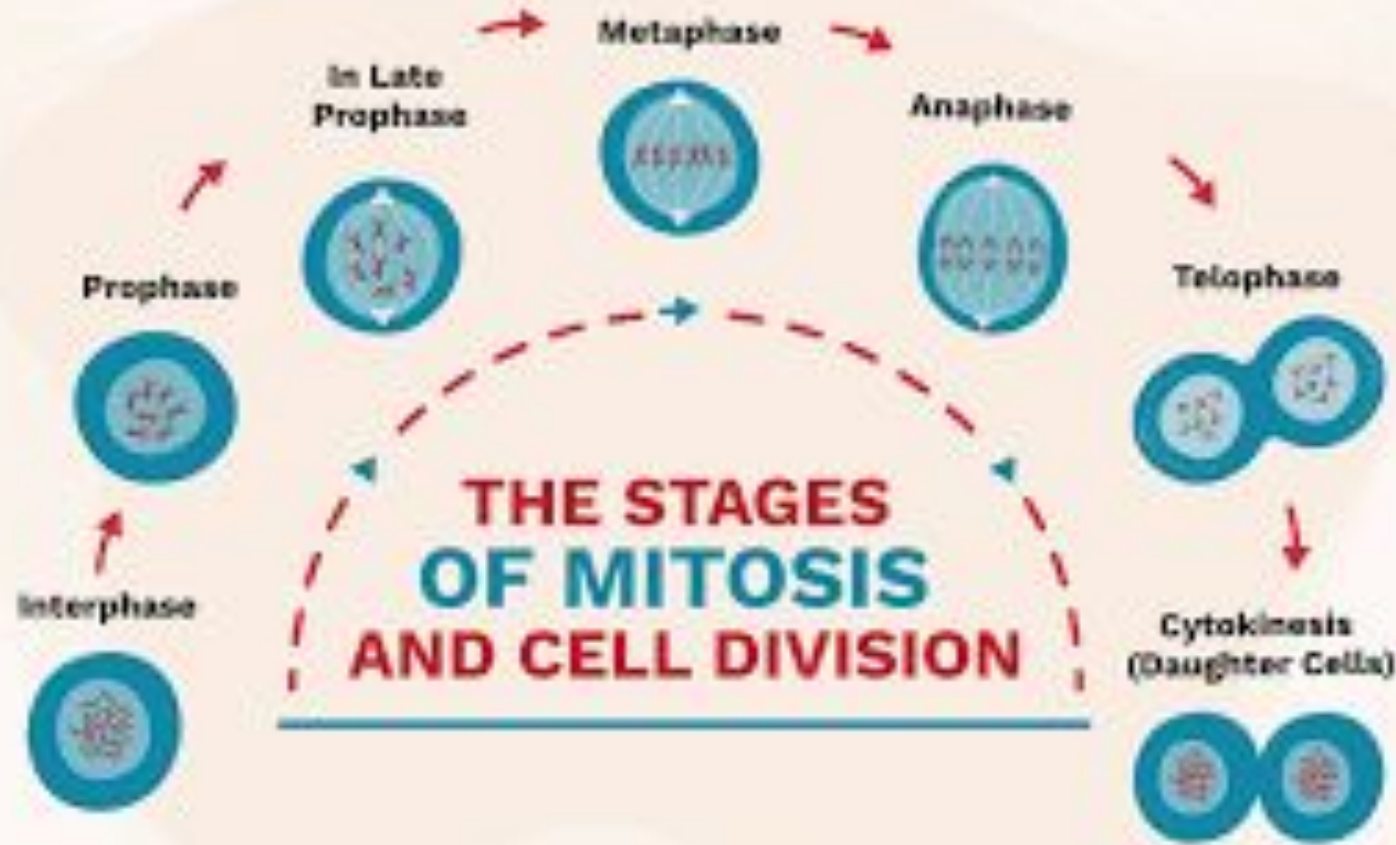 Metaphase
In Late
Prophase
Anaphase
Prophase
Telophase
THE STAGES
OF MITOSIS
AND CELL DIVISION
Interphase
Cytokinesis
(Daughter Cells)